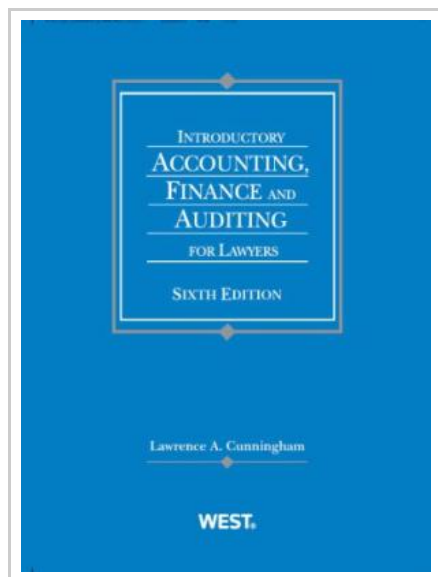 INTRODUCTORY
ACCOUNTING,
FINANCE AND
AUDITING
FOR LAWYERS
SIXTH EDITION
Lawrence A. Cunningham
WEST®